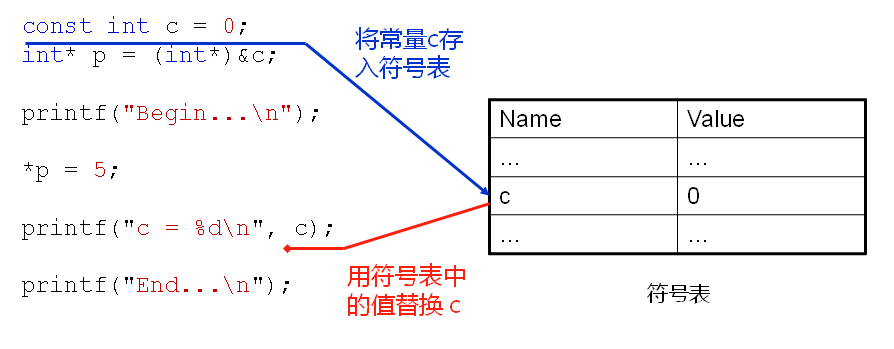 const int c = 0;
int* p = (int*)&c;
printf("Begin...\n");
*p = 5;
printf("c = %d\n", c);
printf("End...\n");
将常量c存
入符号表
Name Value
... ...
c 0
... ...
符号表
用符号表中
的值替换 c